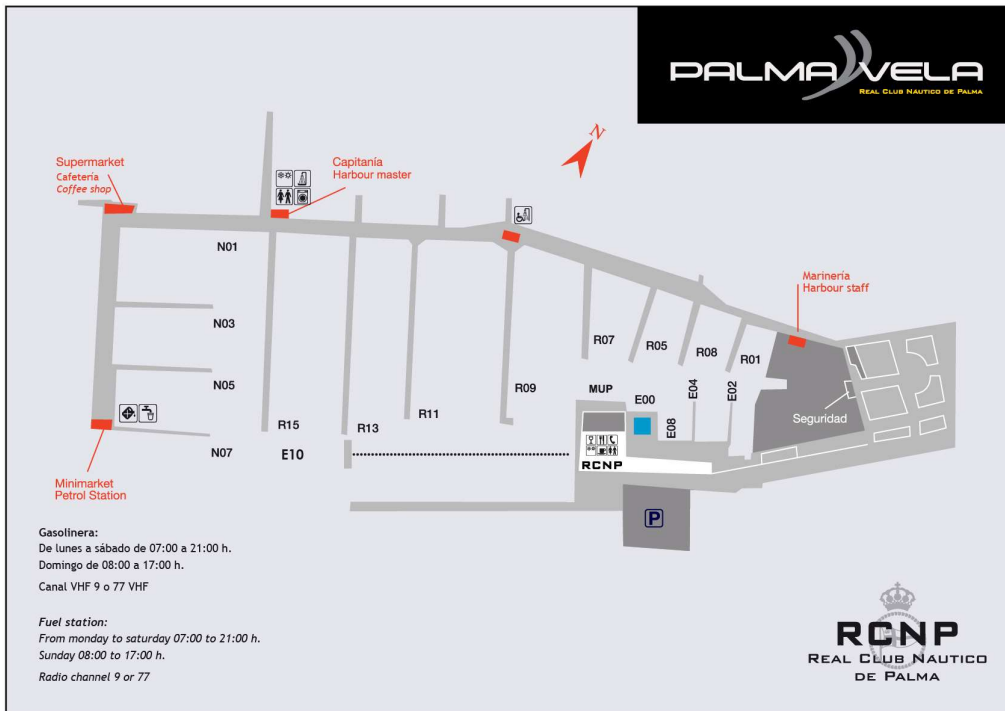 PALMA VELA
REAL CLUB NAUTICO DE PALMA
N
Supermarket
Cafetería
Coffee shop
Capitanía
Harbour master
Marinería
Harbour staff
N01
N03
N05
N07
R15
E10
R13
R11
R09
R07
R05
R08
R01
MUP
E00
E04
E02
E08
Seguridad
RCNP
P
Minimarket
Petrol Station
Gasolinera:
De lunes a sábado de 07:00 a 21:00 h.
Domingo de 08:00 a 17:00 h.
Canal VHF 9 o 77 VHF
Fuel station:
From monday to saturday 07:00 to 21:00 h.
Sunday 08:00 to 17:00 h.
Radio channel 9 or 77
RCNP
REAL CLUB NÁUTICO
DE PALMA